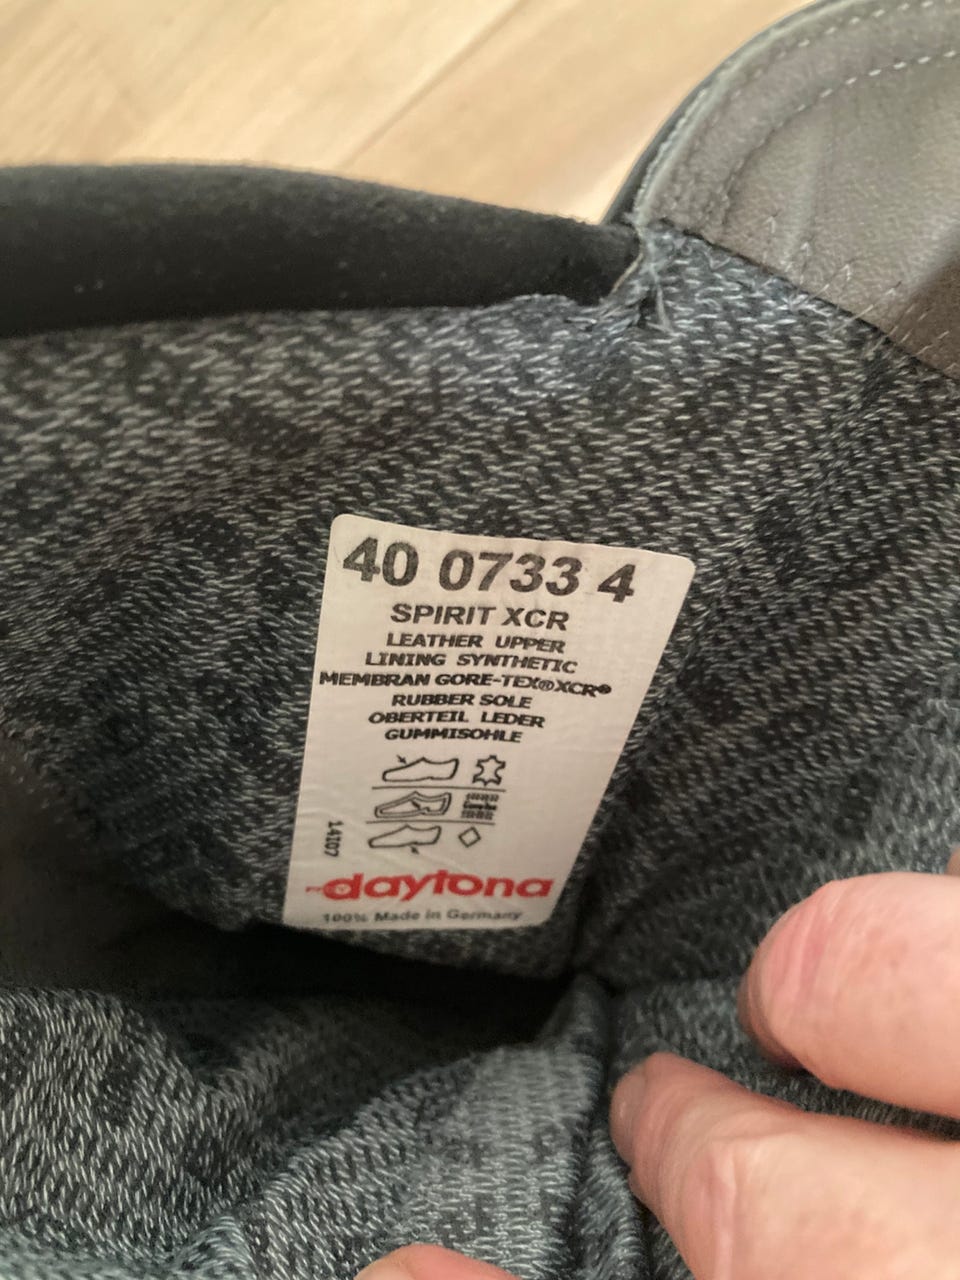 40 0733 4
SPIRIT XCR
LEATHER UPPER
LINING SYNTHETIC
MEMBRAN GORE-TEX®XCR®
RUBBER SOLE
OBERTEIL LEDER
GUMMISOHLE
14107
daytona
100% Made in Germany